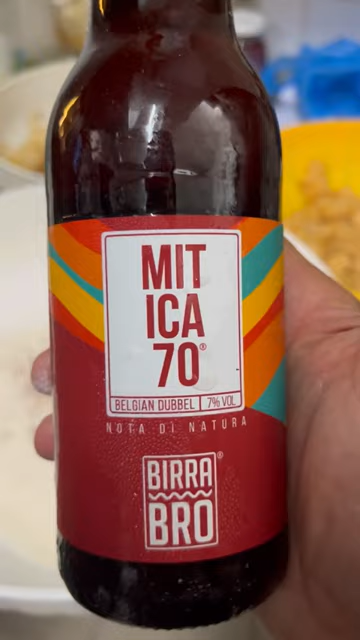 MIT
ICA
70®
BELGIAN DUBBEL | 7% VOL
NOTA DI NATURA
BIRRA®
BRO